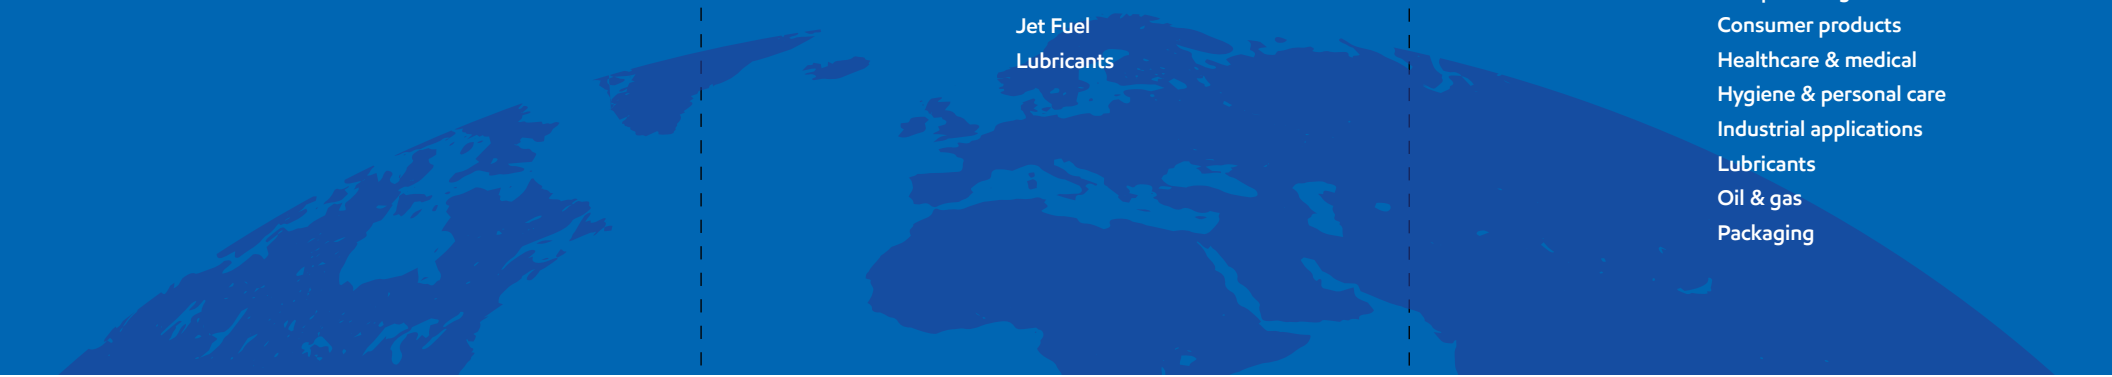 Jet Fuel
Lubricants
Consumer products
Healthcare & medical
Hygiene & personal care
Industrial applications
Lubricants
Oil & gas
Packaging